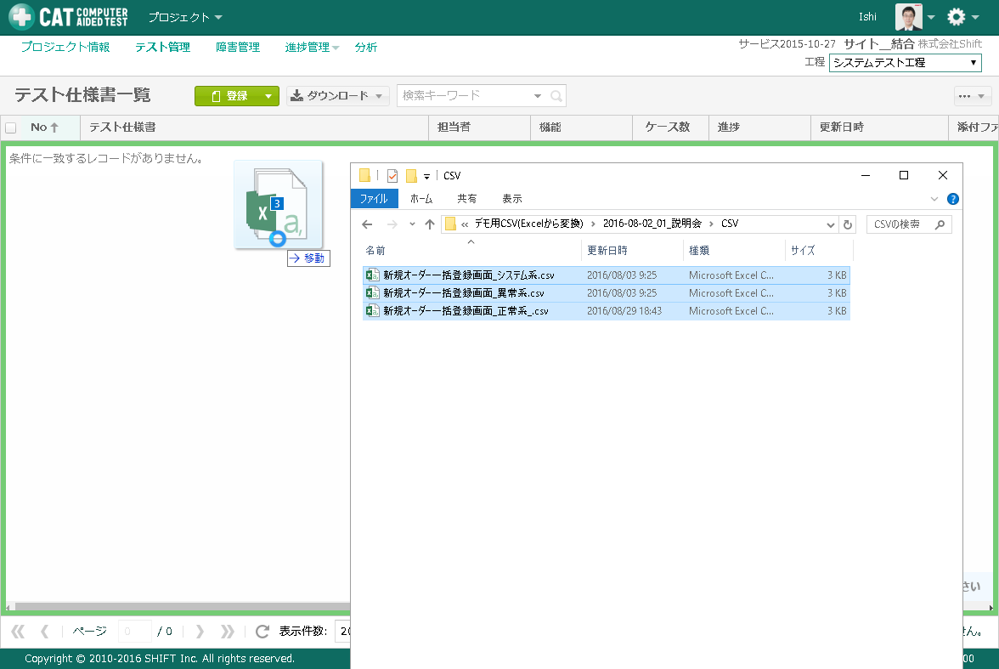 CAT COMPUTER AIDED TEST プロジェクト Ishi
プロジェクト情報 テスト管理 障害管理 進捗管理 分析
サービス2015-10-27 サイト__結合 株式会社Shift
工程 システムテスト工程
テスト仕様書一覧 登録 ダウンロード 検索キーワード
No テスト仕様書 担当者 機能 ケース数 進捗 更新日時 添付ファ
条件に一致するレコードがありません。
3
移動
CSV
ファイル ホーム 共有 表示
« デモ用CSV(Excelから変換) › 2016-08-02_01_説明会 › CSV CSVの検索
名前 更新日時 種類 サイズ
新規オーダー一括登録画面_システム系.csv 2016/08/03 9:25 Microsoft Excel C... 3 KB
新規オーダー一括登録画面_異常系.csv 2016/08/03 9:25 Microsoft Excel C... 3 KB
新規オーダー一括登録画面_正常系_.csv 2016/08/29 18:43 Microsoft Excel C... 3 KB
さい
ページ 0 / 0 表示件数: 20 せん。
Copyright © 2010-2016 SHIFT Inc. All rights reserved. 00